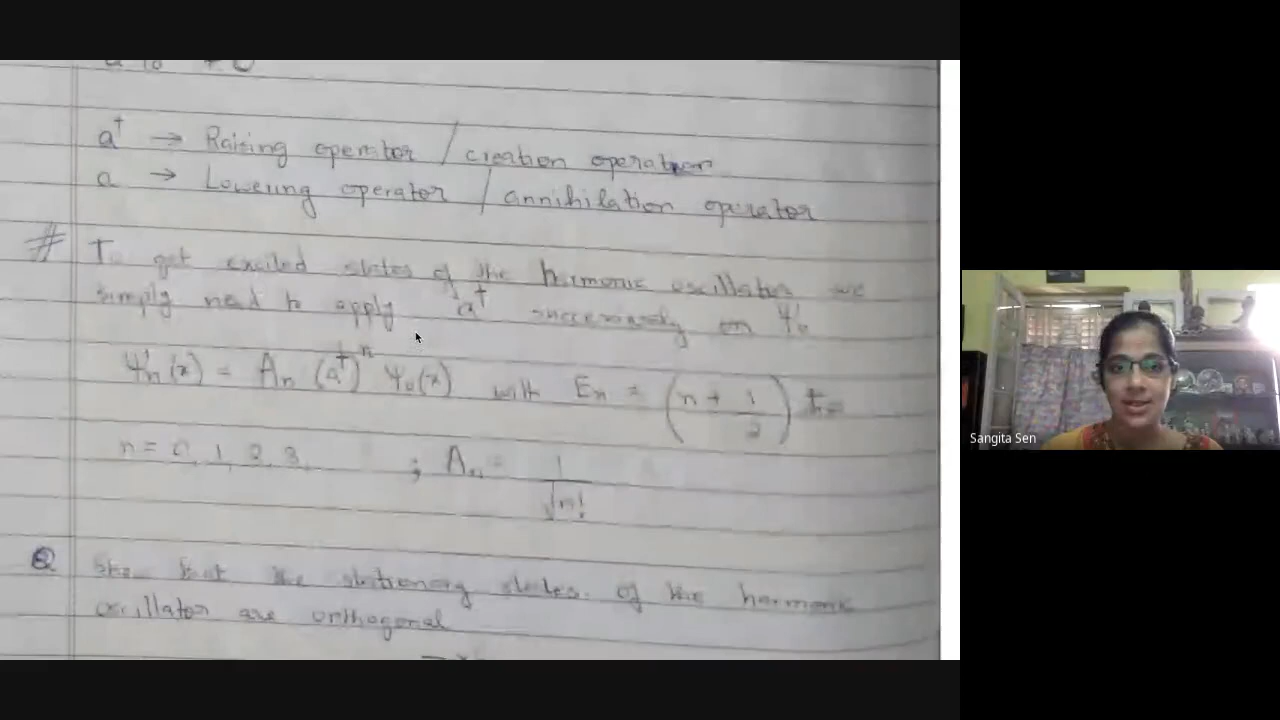 a† → Raising operator / creation operator
a → Lowering operator / annihilation operator
# To get excited states of the harmonic oscillator we
simply need to apply 'a† successively on Ψ₀
Ψₙ(x) = Aₙ (a†)ⁿ Ψ₀(x) with Eₙ = (n + 1/2) ħω
n = 0, 1, 2, 3, ; Aₙ = 1/√n!
Q Show that the stationary states of the harmonic
oscillator are orthogonal
Sangita Sen